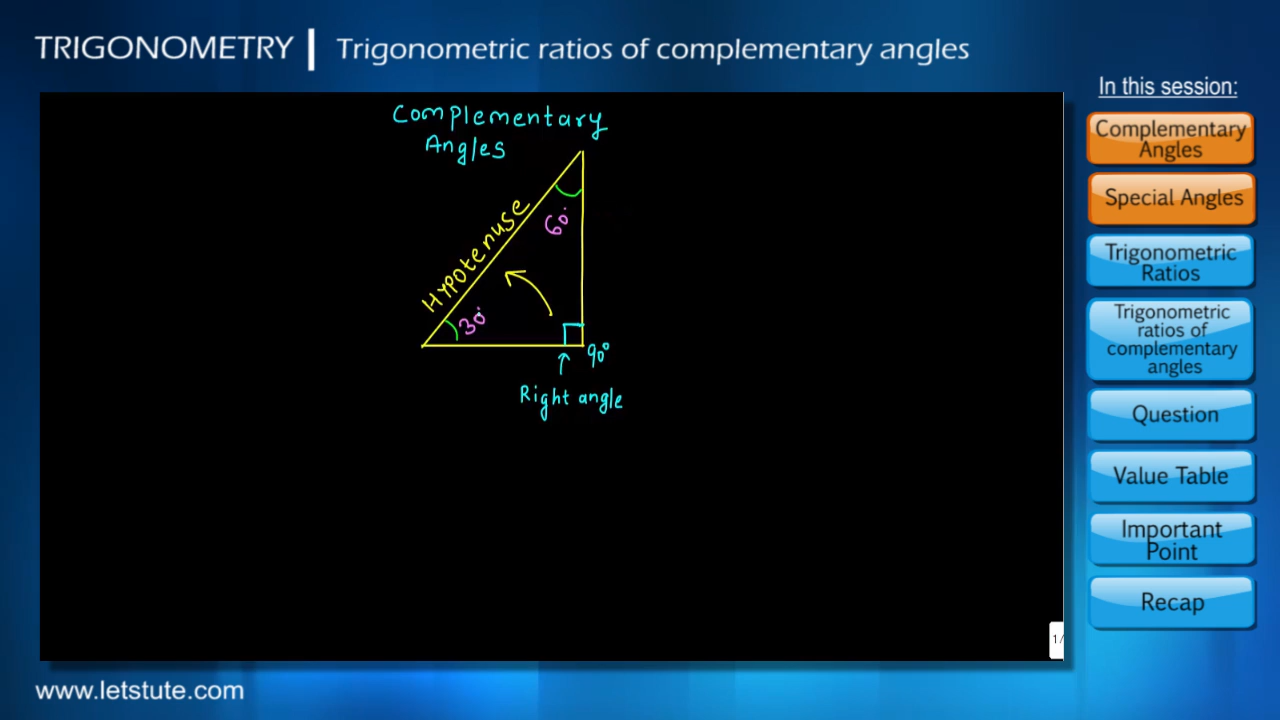 TRIGONOMETRY | Trigonometric ratios of complementary angles
In this session:
Complementary
Angles
Special Angles
Trigonometric
Ratios
Trigonometric
ratios of
complementary
angles
Question
Value Table
Important
Point
Recap
Complementary
Angles
Hypotenuse
60°
30°
90°
Right angle
1/
www.letstute.com